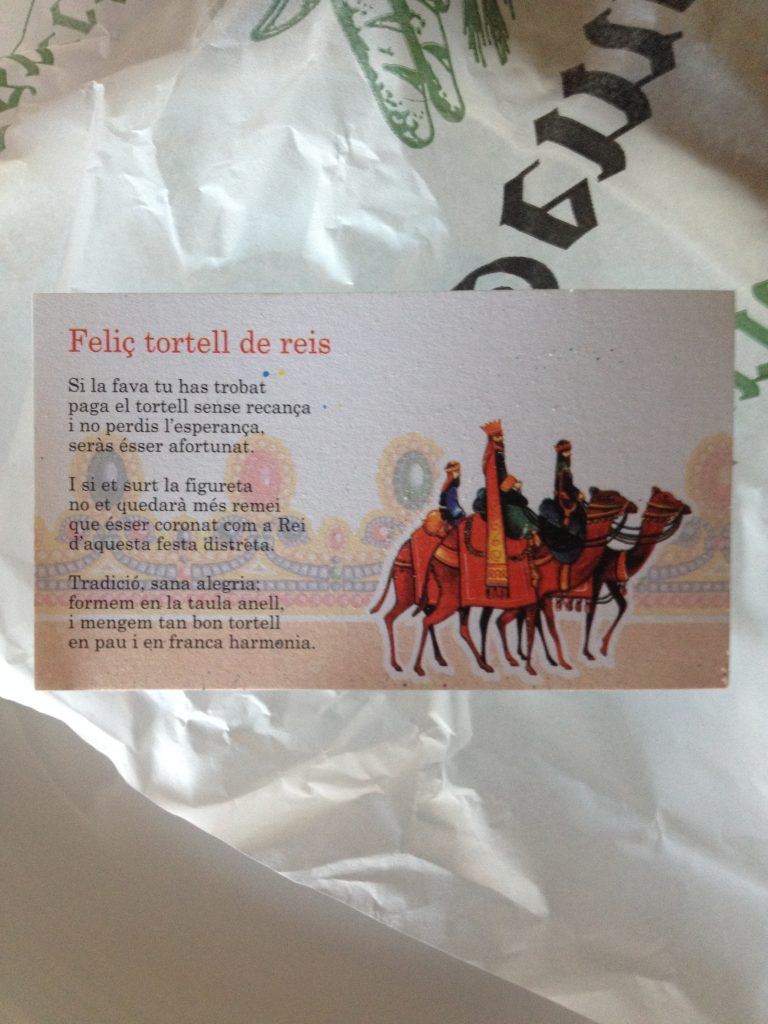 Feliç tortell de reis
Si la fava tu has trobat
paga el tortell sense recança
i no perdis l'esperança,
seràs ésser afortunat.
I si et surt la figureta
no et quedarà més remei
que ésser coronat com a Rei
d'aquesta festa distreta.
Tradició, sana alegria;
formem en la taula anell,
i mengem tan bon tortell
en pau i en franca harmonia.